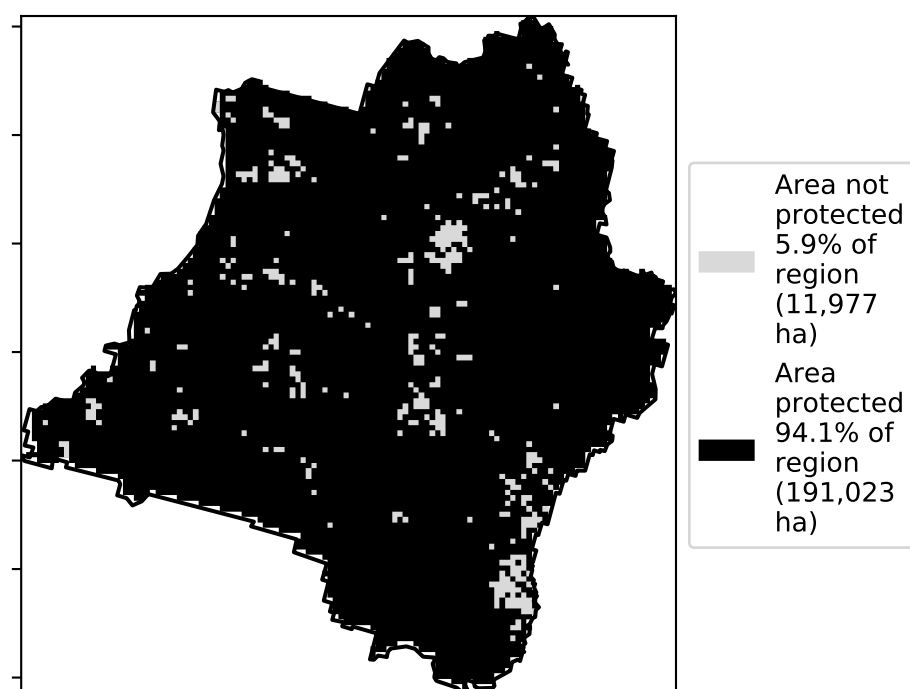 Area not
protected
5.9% of
region
(11,977
ha)
Area
protected
94.1% of
region
(191,023
ha)